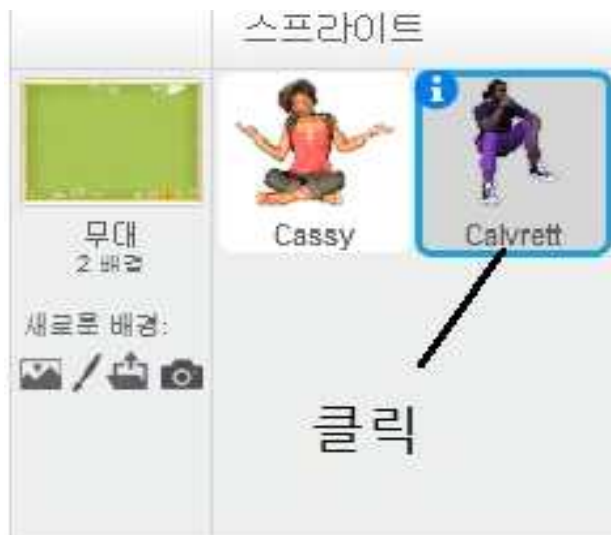 스프라이트
무대
2 배경
Cassy
Calvrett
새로운 배경:
클릭